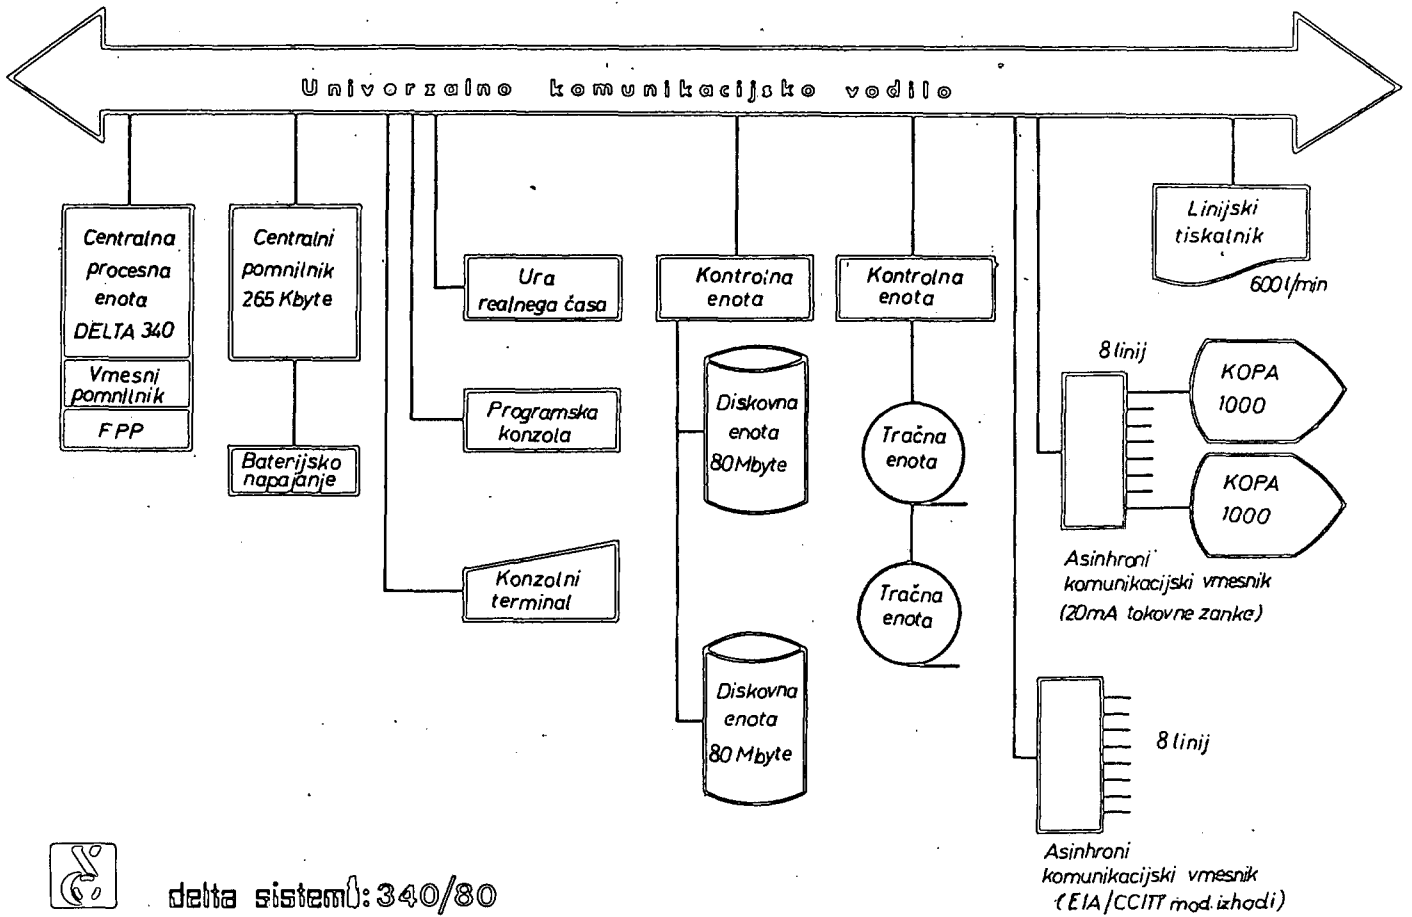 Univerzalno komunikacijsko vodilo
Centralna
procesna
enota
DELTA 340
Vmesni
pomnilnik
FPP
Centralni
pomnilnik
265 Kbyte
Baterijsko
napajanje
Ura
realnega časa
Programska
konzola
Konzolni
terminal
Kontrolna
enota
Diskovna
enota
80 Mbyte
Diskovna
enota
80 Mbyte
Kontrolna
enota
Tračna
enota
Tračna
enota
Linijski
tiskalnik
600 l/min
8 linij
KOPA
1000
KOPA
1000
Asinhroni
komunikacijski vmesnik
(20mA tokovne zanke)
8 linij
Asinhroni
komunikacijski vmesnik
(EIA/CCITT mod. izhodi)
delta sistemi: 340/80